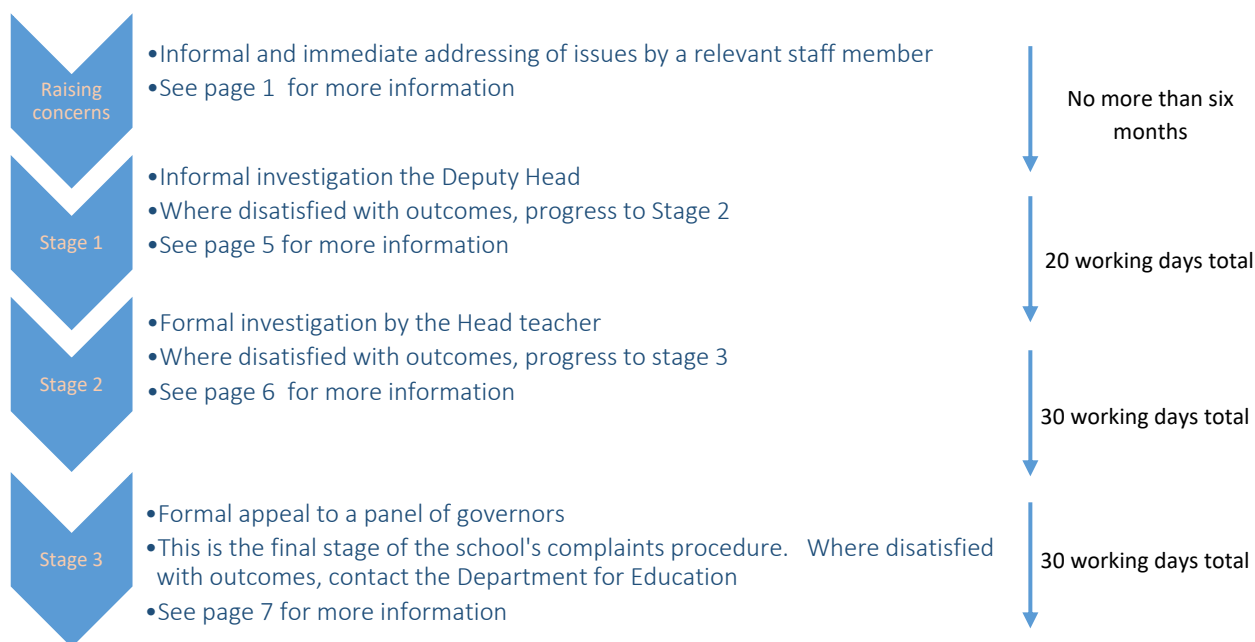 Raising
concerns
•Informal and immediate addressing of issues by a relevant staff member
•See page 1  for more information
No more than six
months
Stage 1
•Informal investigation the Deputy Head
•Where disatisfied with outcomes, progress to Stage 2
•See page 5 for more information
20 working days total
Stage 2
•Formal investigation by the Head teacher
•Where disatisfied with outcomes, progress to stage 3
•See page 6  for more information
30 working days total
Stage 3
•Formal appeal to a panel of governors
•This is the final stage of the school's complaints procedure.   Where disatisfied
with outcomes, contact the Department for Education
•See page 7 for more information
30 working days total